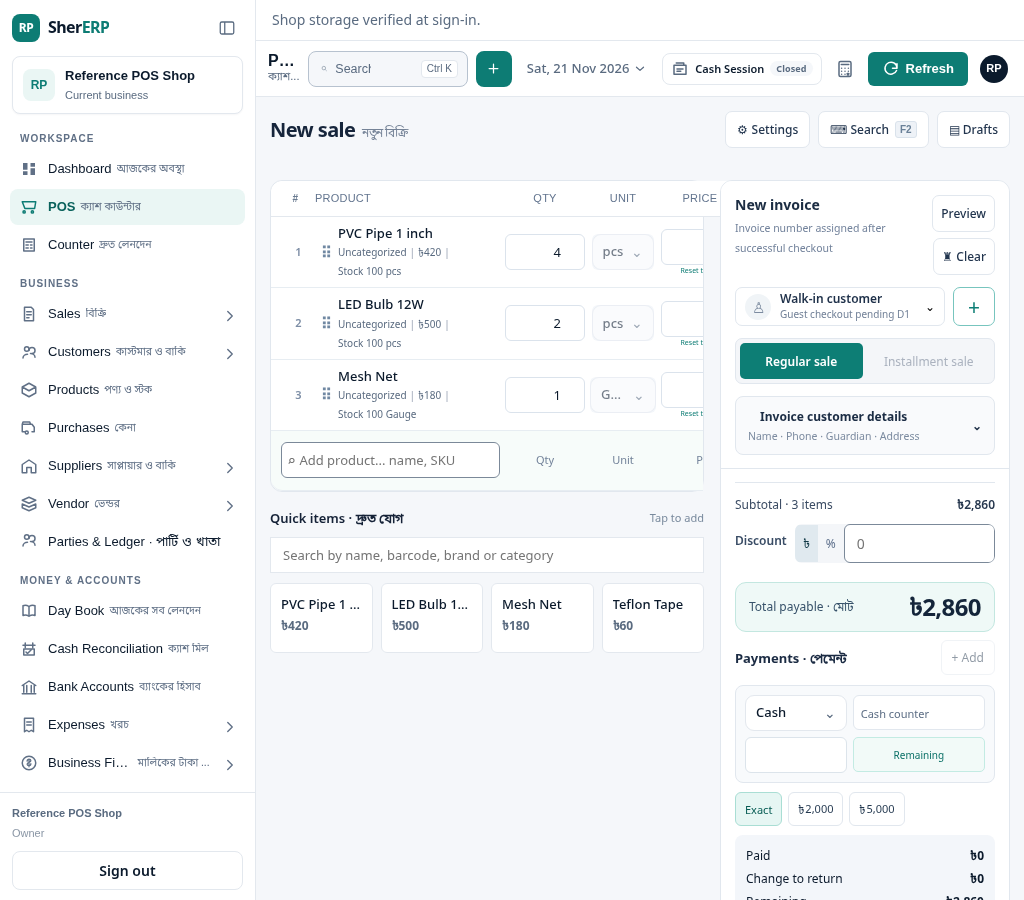 RP SherERP
RP
Reference POS Shop
Current business
WORKSPACE
Dashboard আজকের অবস্থা
POS ক্যাশ কাউন্টার
Counter দ্রুত লেনদেন
BUSINESS
Sales বিক্রি
Customers কাস্টমার ও বাকি
Products পণ্য ও স্টক
Purchases কেনা
Suppliers সাপ্লায়ার ও বাকি
Vendor ভেন্ডর
Parties & Ledger · পার্টি ও খাতা
MONEY & ACCOUNTS
Day Book আজকের সব লেনদেন
Cash Reconciliation ক্যাশ মিল
Bank Accounts ব্যাংকের হিসাব
Expenses খরচ
Business Fi... মালিকের টাকা ...
Reference POS Shop
Owner
Sign out
Shop storage verified at sign-in.
P...
ক্যাশ...
Search Ctrl K
+
Sat, 21 Nov 2026
Cash Session Closed
Refresh
RP
New sale নতুন বিক্রি
Settings
Search F2
Drafts
# PRODUCT QTY UNIT PRICE
1 PVC Pipe 1 inch
Uncategorized | ৳420 |
Stock 100 pcs
4 pcs
Reset t
2 LED Bulb 12W
Uncategorized | ৳500 |
Stock 100 pcs
2 pcs
Reset t
3 Mesh Net
Uncategorized | ৳180 |
Stock 100 Gauge
1 G...
Reset t
Add product... name, SKU Qty Unit P
Quick items · দ্রুত যোগ Tap to add
Search by name, barcode, brand or category
PVC Pipe 1 ...
৳420
LED Bulb 1...
৳500
Mesh Net
৳180
Teflon Tape
৳60
New invoice
Invoice number assigned after
successful checkout
Preview
Clear
Walk-in customer
Guest checkout pending D1
+
Regular sale Installment sale
Invoice customer details
Name · Phone · Guardian · Address
Subtotal · 3 items ৳2,860
Discount ৳ % 0
Total payable · মোট ৳2,860
Payments · পেমেন্ট + Add
Cash Cash counter
Remaining
Exact ৳2,000 ৳5,000
Paid ৳0
Change to return ৳0
Remaining ৳2,860